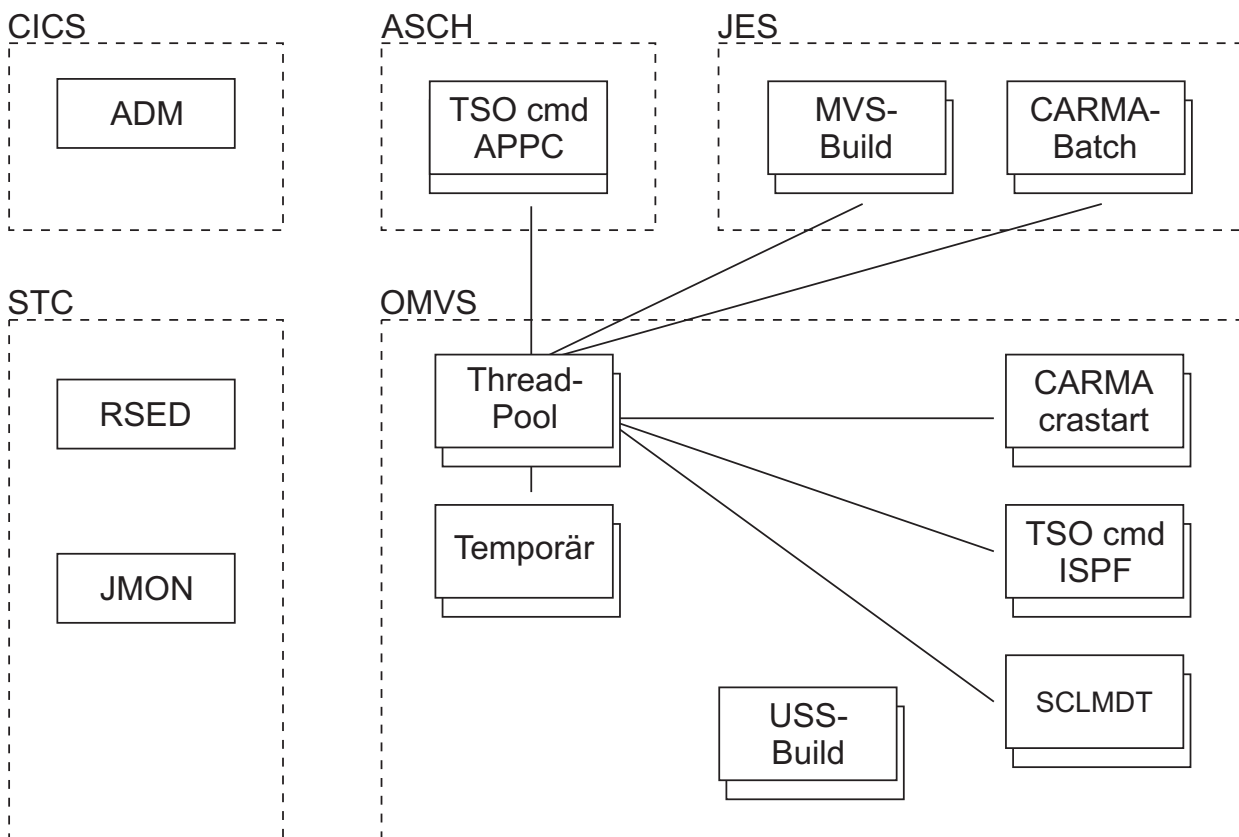 CICS
ADM
ASCH
TSO cmd
APPC
JES
MVS-
Build
CARMA-
Batch
STC
RSED
JMON
OMVS
Thread-
Pool
Temporär
CARMA
crastart
TSO cmd
ISPF
SCLMDT
USS-
Build